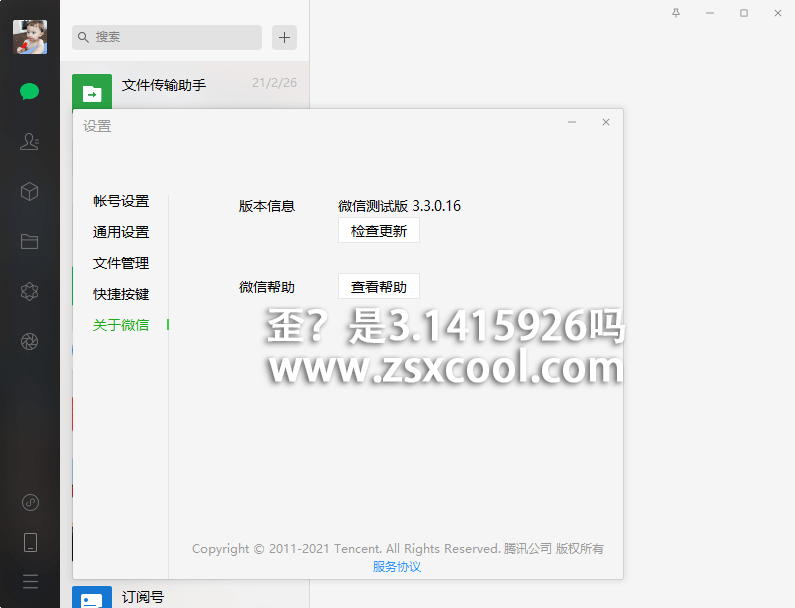 搜索
文件传输助手 21/2/26
设置
帐号设置
通用设置
文件管理
快捷按键
关于微信
版本信息 微信测试版 3.3.0.16
检查更新
微信帮助 查看帮助
歪？是3.1415926吗
www.zsxcool.com
Copyright © 2011-2021 Tencent. All Rights Reserved. 腾讯公司 版权所有
服务协议
订阅号